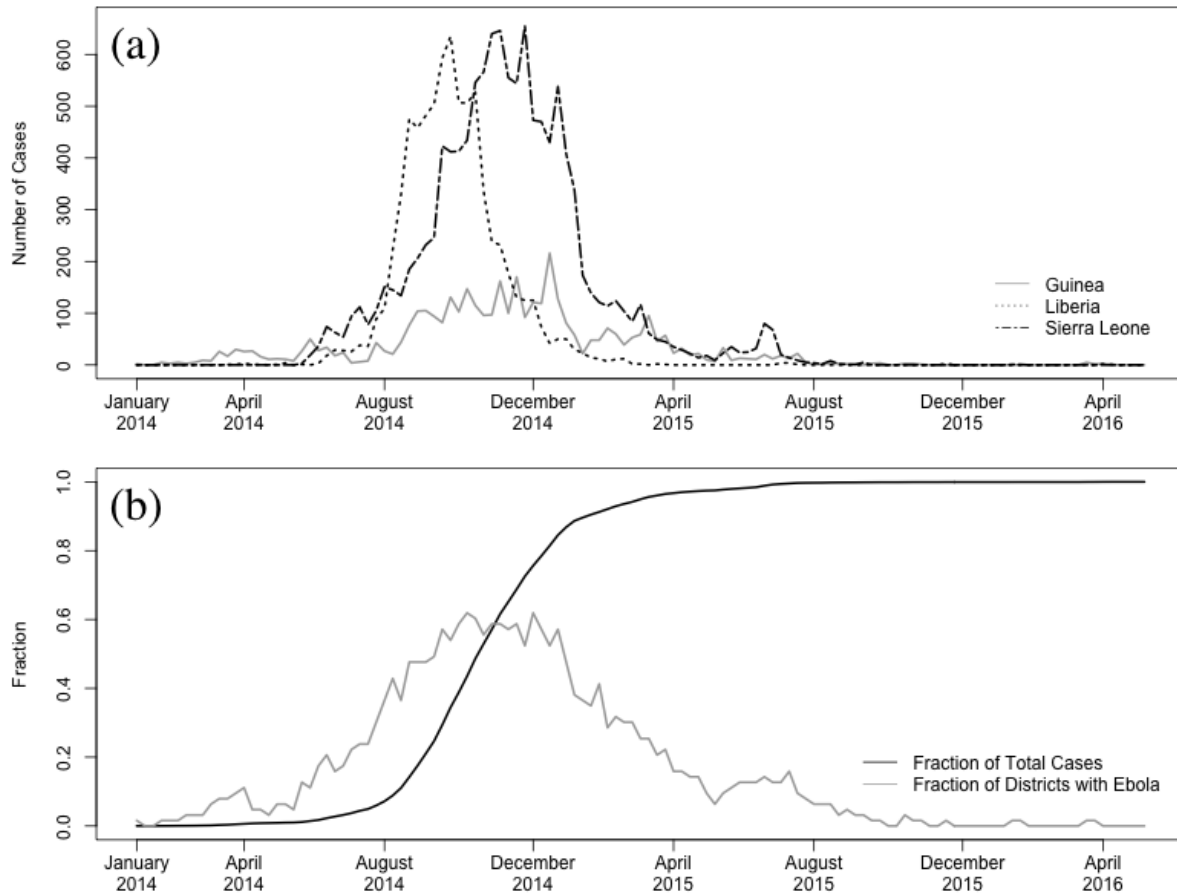 (a)
Number of Cases
600
500
400
300
200
100
0
Guinea
Liberia
Sierra Leone
January April August December April August December April
2014 2014 2014 2014 2015 2015 2015 2016
(b)
Fraction
1.0
0.8
0.6
0.4
0.2
0.0
Fraction of Total Cases
Fraction of Districts with Ebola
January April August December April August December April
2014 2014 2014 2014 2015 2015 2015 2016